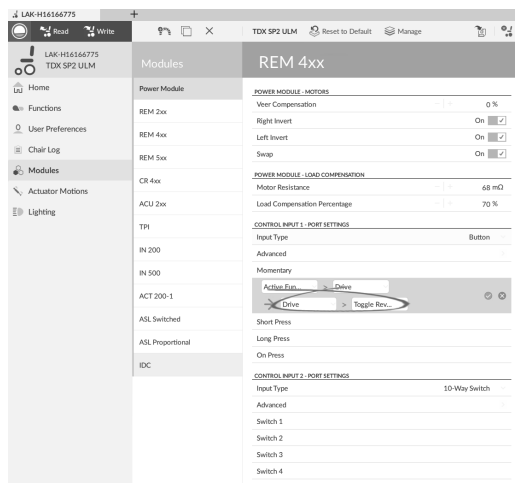 LAK-H16166775 +
Read Write
TDX SP2 ULM Reset to Default Manage
LAK-H16166775
TDX SP2 ULM
Home
Functions
User Preferences
Chair Log
Modules
Actuator Motions
Lighting
Modules
Power Module
REM 2xx
REM 4xx
REM 5xx
CR 4xx
ACU 2xx
TPI
IN 200
IN 500
ACT 200-1
ASL Switched
ASL Proportional
IDC
REM 4xx
POWER MODULE - MOTORS
Veer Compensation - + 0 %
Right Invert On
Left Invert On
Swap On
POWER MODULE - LOAD COMPENSATION
Motor Resistance - + 68 mΩ
Load Compensation Percentage - + 70 %
CONTROL INPUT 1 - PORT SETTINGS
Input Type Button
Advanced
Momentary
Active Fun... > Drive
Drive > Toggle Rev...
Short Press
Long Press
On Press
CONTROL INPUT 2 - PORT SETTINGS
Input Type 10-Way Switch
Advanced
Switch 1
Switch 2
Switch 3
Switch 4